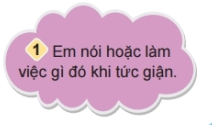 1 Em nói hoặc làm
việc gì đó khi tức giận.